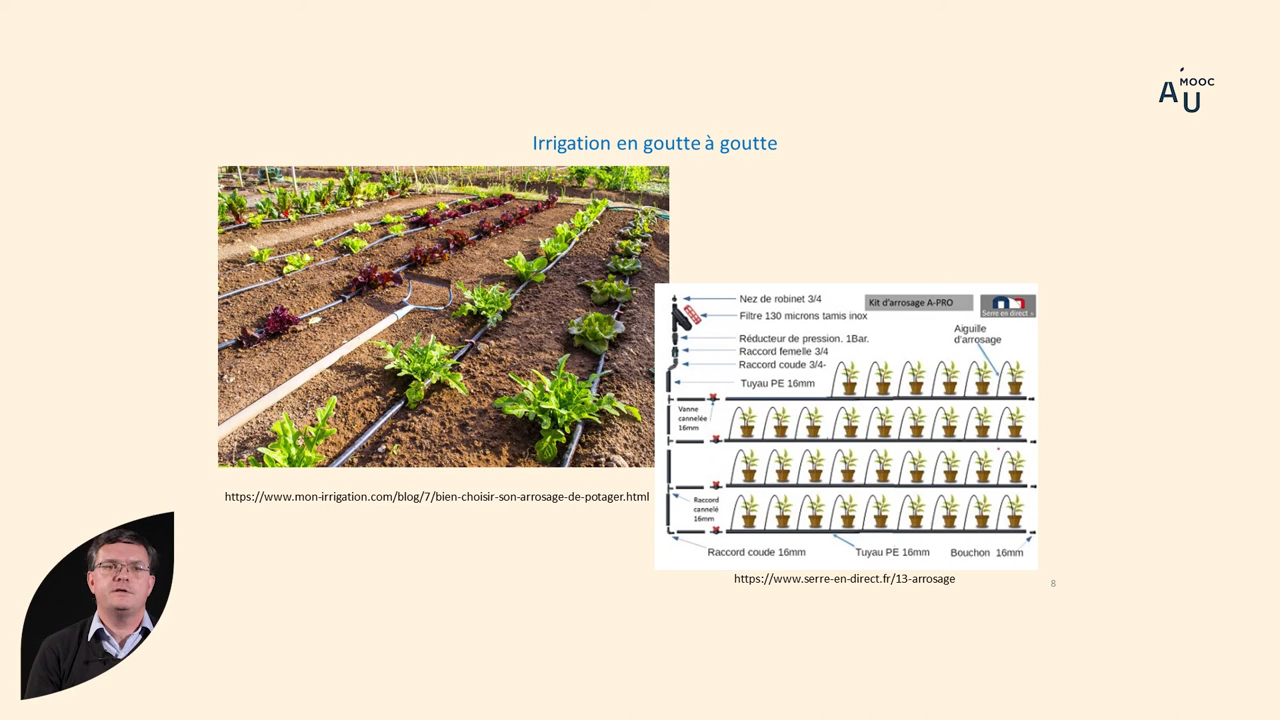 MOOC
AU
Irrigation en goutte à goutte
Nez de robinet 3/4
Kit d'arrosage A-PRO
Serre en direct
Filtre 130 microns tamis inox
Aiguille
d'arrosage
Réducteur de pression. 1Bar.
Raccord femelle 3/4
Raccord coude 3/4-
Tuyau PE 16mm
Vanne
cannelée
16mm
https://www.mon-irrigation.com/blog/7/bien-choisir-son-arrosage-de-potager.html
Raccord
cannelé
16mm
Raccord coude 16mm
Tuyau PE 16mm
Bouchon 16mm
https://www.serre-en-direct.fr/13-arrosage
8